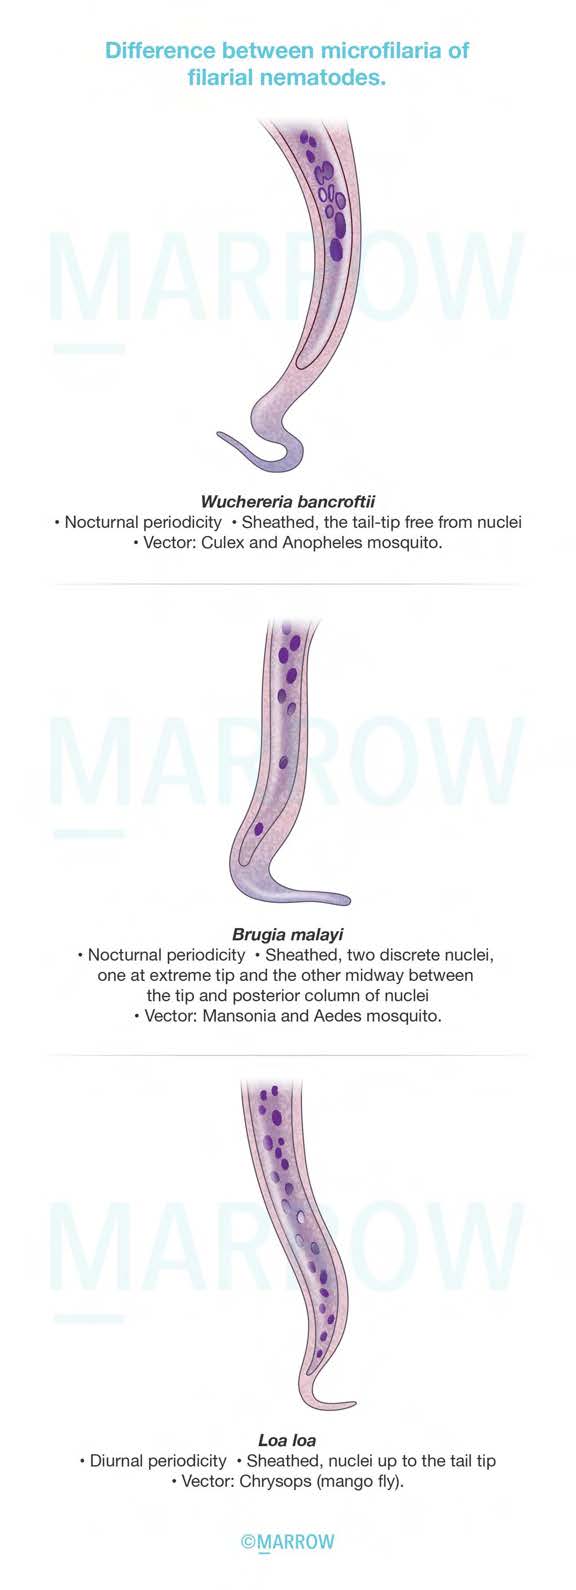 Difference between microfilaria of
filarial nematodes.
MARROW
Wuchereria bancroftii
• Nocturnal periodicity • Sheathed, the tail-tip free from nuclei
• Vector: Culex and Anopheles mosquito.
MARROW
Brugia malayi
• Nocturnal periodicity • Sheathed, two discrete nuclei,
one at extreme tip and the other midway between
the tip and posterior column of nuclei
• Vector: Mansonia and Aedes mosquito.
MARROW
Loa loa
• Diurnal periodicity • Sheathed, nuclei up to the tail tip
• Vector: Chrysops (mango fly).
©MARROW